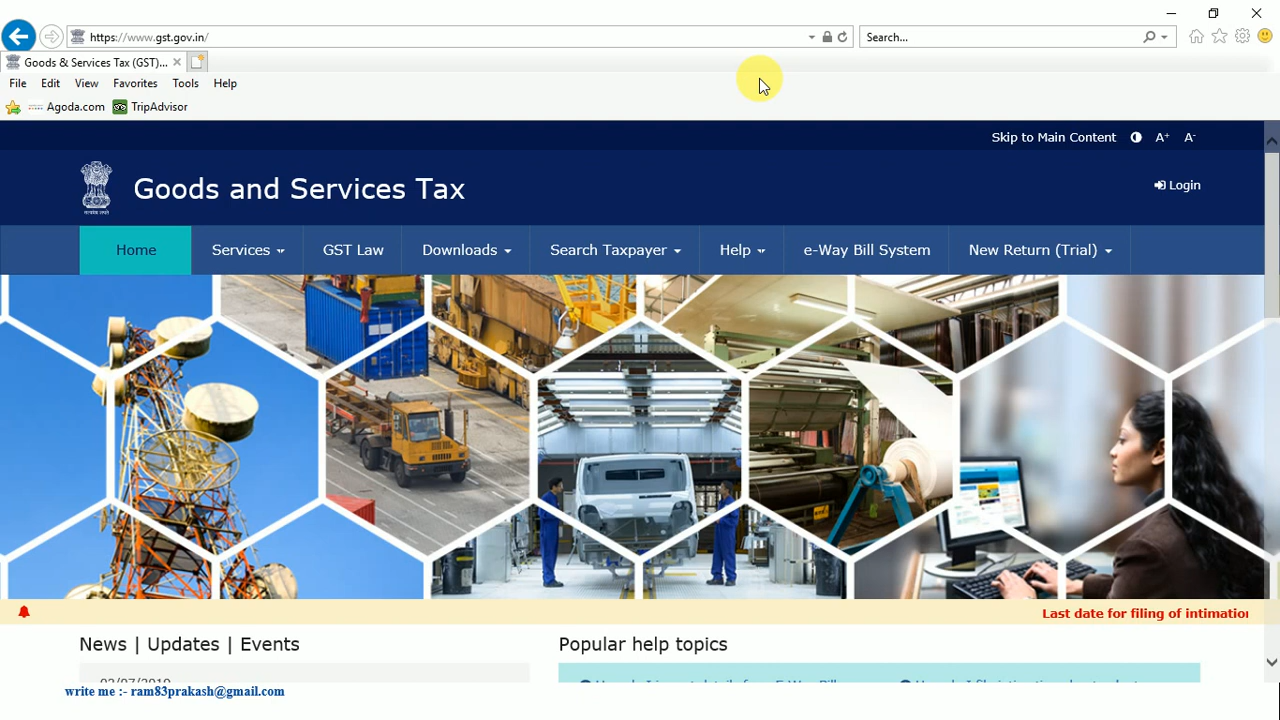 https://www.gst.gov.in/
Search...
Goods & Services Tax (GST)...
File Edit View Favorites Tools Help
Agoda.com TripAdvisor
Skip to Main Content A+ A-
Goods and Services Tax
Login
Home Services GST Law Downloads Search Taxpayer Help e-Way Bill System New Return (Trial)
Last date for filing of intimation
News | Updates | Events
Popular help topics
write me :- ram83prakash@gmail.com